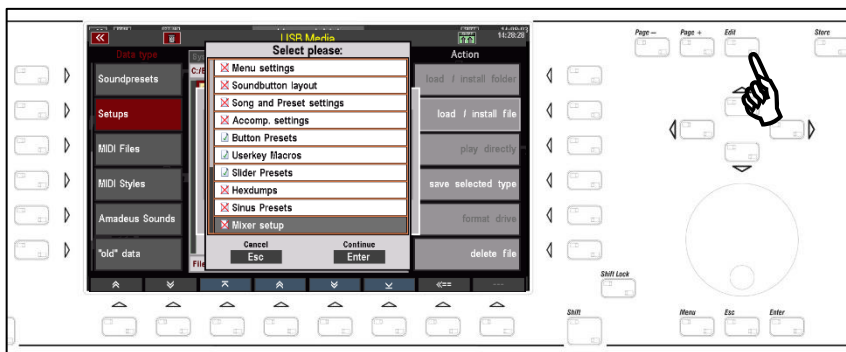 USB Media
14:28:28
Data type
Select please:
Action
C:/
Soundpresets
Setups
MIDI Files
MIDI Styles
Amadeus Sounds
"old" data
Menu settings
Soundbutton layout
Song and Preset settings
Accomp. settings
Button Presets
Userkey Macros
Slider Presets
Hexdumps
Sinus Presets
Mixer setup
Cancel
Esc
Continue
Enter
File
load / install folder
load / install file
play directly
save selected type
format drive
delete file
<==
---
Page –
Page +
Edit
Store
Shift Lock
Shift
Menu
Esc
Enter